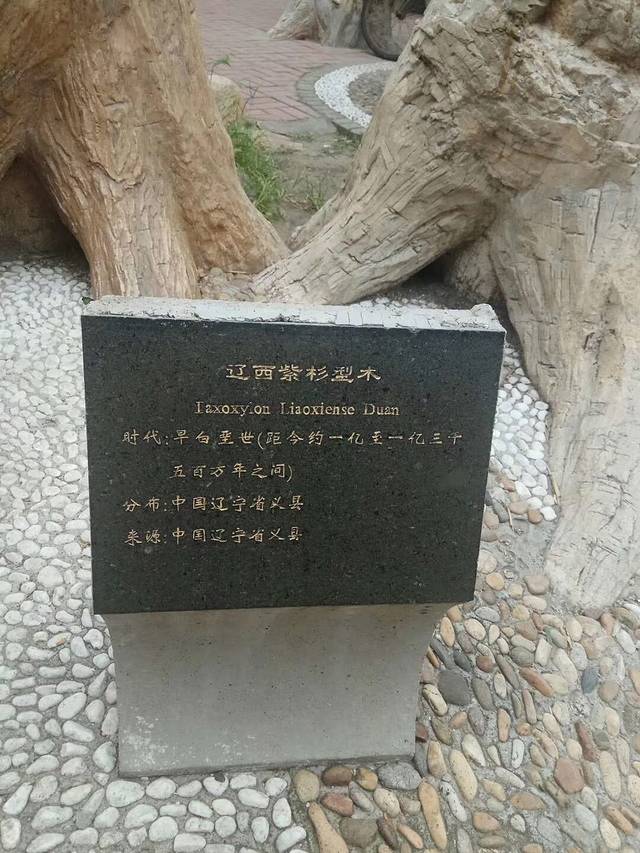 辽西紫杉型木
Taxoxylon Liaoxiense Duan
时代:早白垩世(距今约一亿至一亿三千
五百万年之间)
分布:中国辽宁省义县
来源:中国辽宁省义县